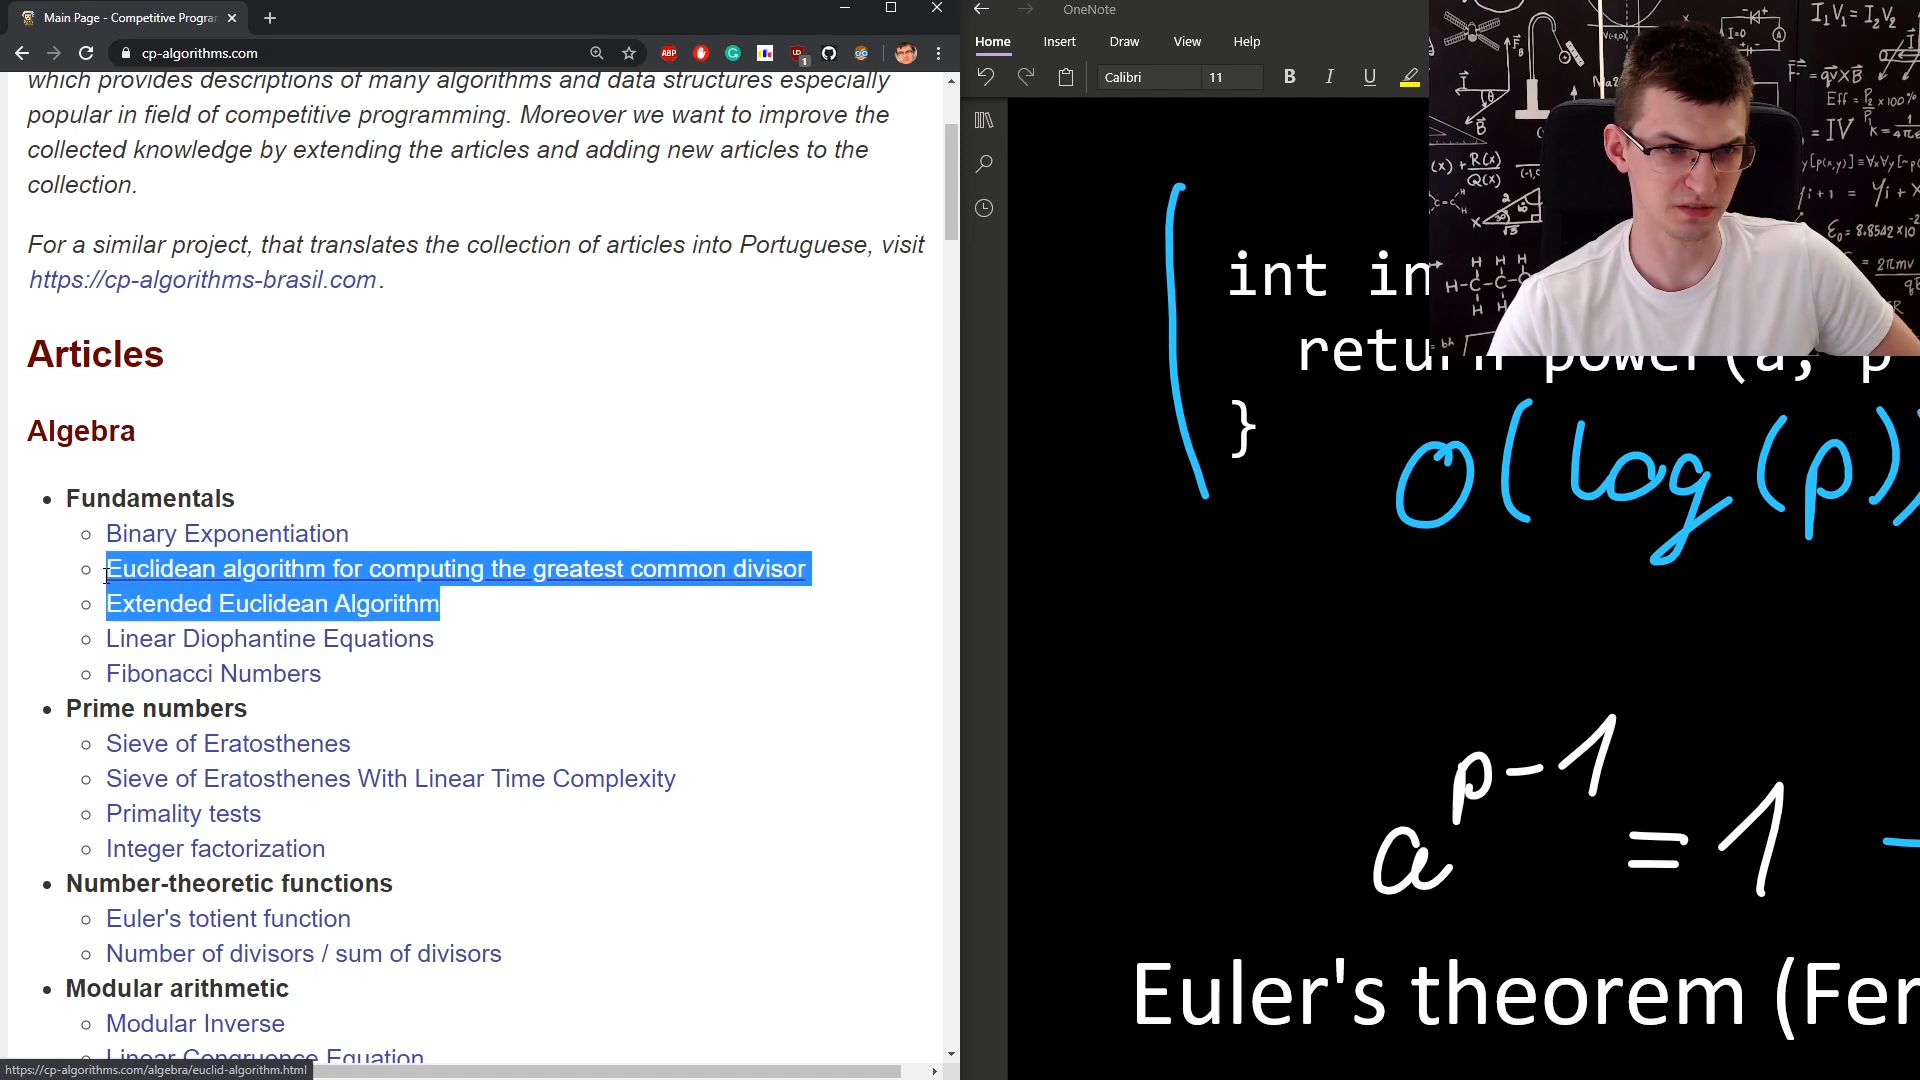 Main Page - Competitive Progra
cp-algorithms.com
which provides descriptions of many algorithms and data structures especially
popular in field of competitive programming. Moreover we want to improve the
collected knowledge by extending the articles and adding new articles to the
collection.
For a similar project, that translates the collection of articles into Portuguese, visit
https://cp-algorithms-brasil.com.
Articles
Algebra
Fundamentals
Binary Exponentiation
Euclidean algorithm for computing the greatest common divisor
Extended Euclidean Algorithm
Linear Diophantine Equations
Fibonacci Numbers
Prime numbers
Sieve of Eratosthenes
Sieve of Eratosthenes With Linear Time Complexity
Primality tests
Integer factorization
Number-theoretic functions
Euler's totient function
Number of divisors / sum of divisors
Modular arithmetic
Modular Inverse
Linear Congruence Equation
https://cp-algorithms.com/algebra/euclid-algorithm.html
OneNote
Home Insert Draw View Help
Calibri 11 B I U
int in
return power(a, p
}
O(log(p))
a^{p-1} = 1
Euler's theorem (Fer